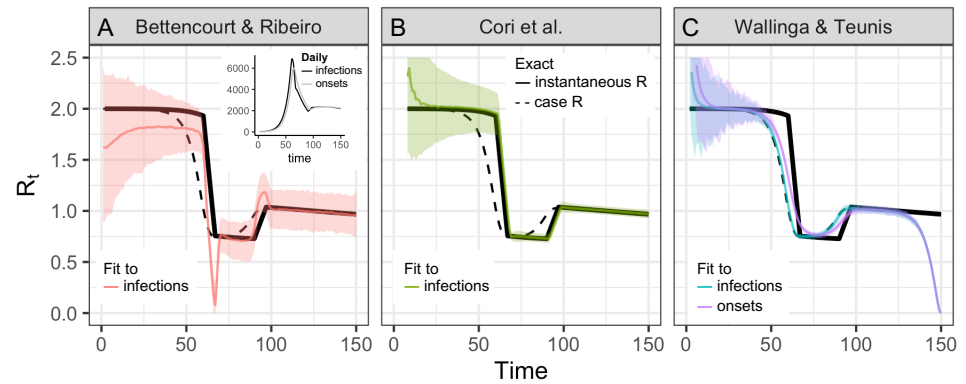 A Bettencourt & Ribeiro
B Cori et al.
C Wallinga & Teunis
2.5
2.0
1.5
1.0
0.5
0.0
Rt
6000
4000
2000
0
0 50 100 150
time
Daily
infections
onsets
Fit to
infections
Exact
instantaneous R
case R
Fit to
infections
Fit to
infections
onsets
0 50 100 150
0 50 100 150
0 50 100 150
Time